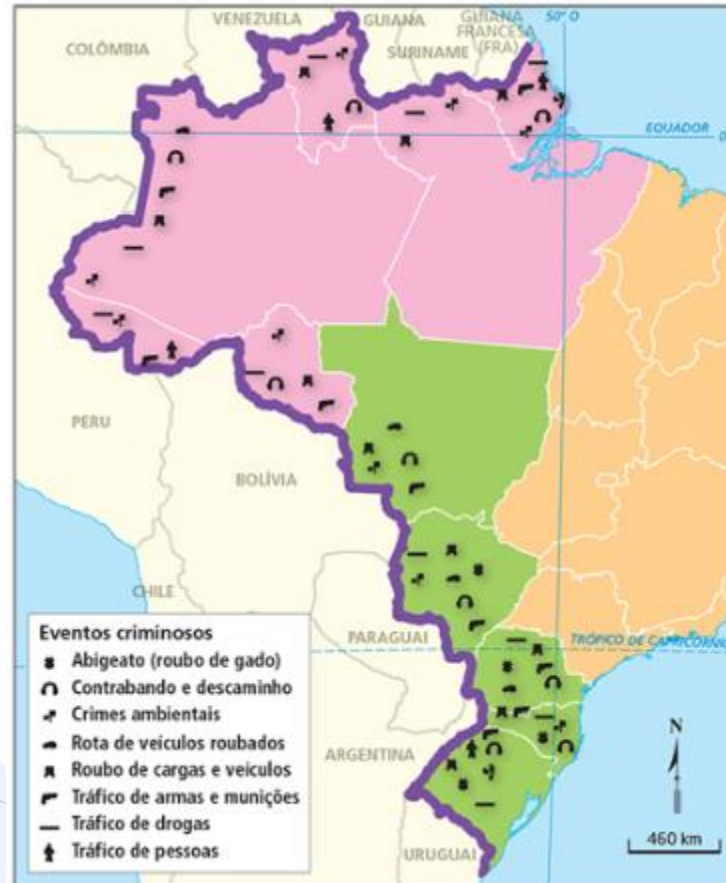 VENEZUELA
GUIANA
GUIANA
FRANCESA
(FRA)
50° O
COLÔMBIA
SURINAME
EQUADOR
0
PERU
BOLÍVIA
CHILE
PARAGUAI
TRÓPICO DE CAPRICÓRNIO
ARGENTINA
URUGUAI
Eventos criminosos
Abigeato (roubo de gado)
Contrabando e descaminho
Crimes ambientais
Rota de veículos roubados
Roubo de cargas e veículos
Tráfico de armas e munições
Tráfico de drogas
Tráfico de pessoas
N
460 km